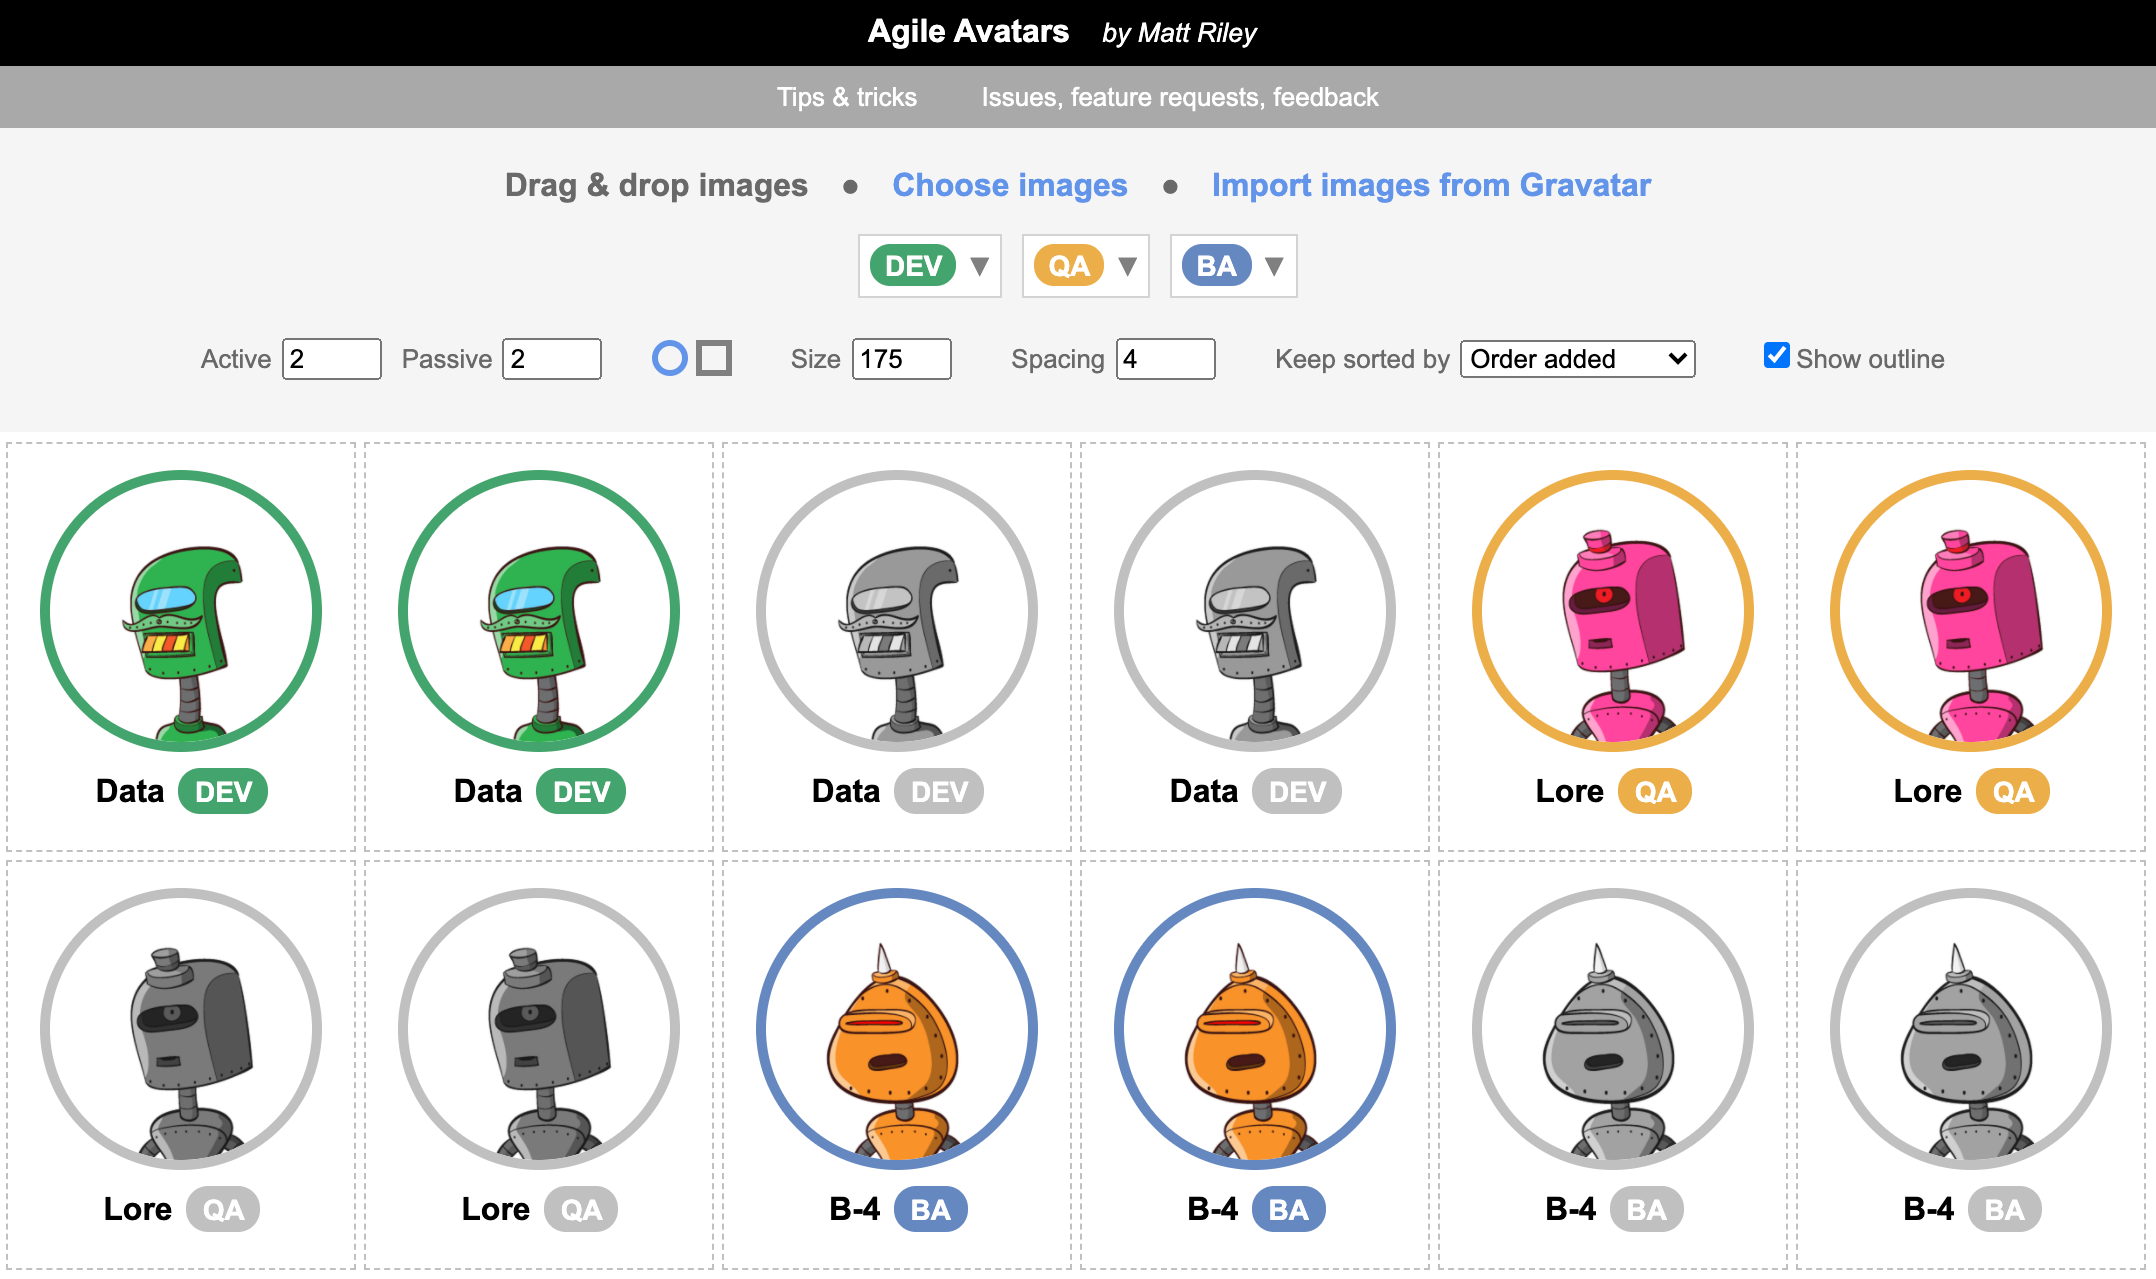 Agile Avatars by Matt Riley
Tips & tricks Issues, feature requests, feedback
Drag & drop images ● Choose images ● Import images from Gravatar
DEV ▼ QA ▼ BA ▼
Active 2 Passive 2 Size 175 Spacing 4 Keep sorted by Order added Show outline
Data DEV Data DEV Data DEV Data DEV Lore QA Lore QA
Lore QA Lore QA B-4 BA B-4 BA B-4 BA B-4 BA